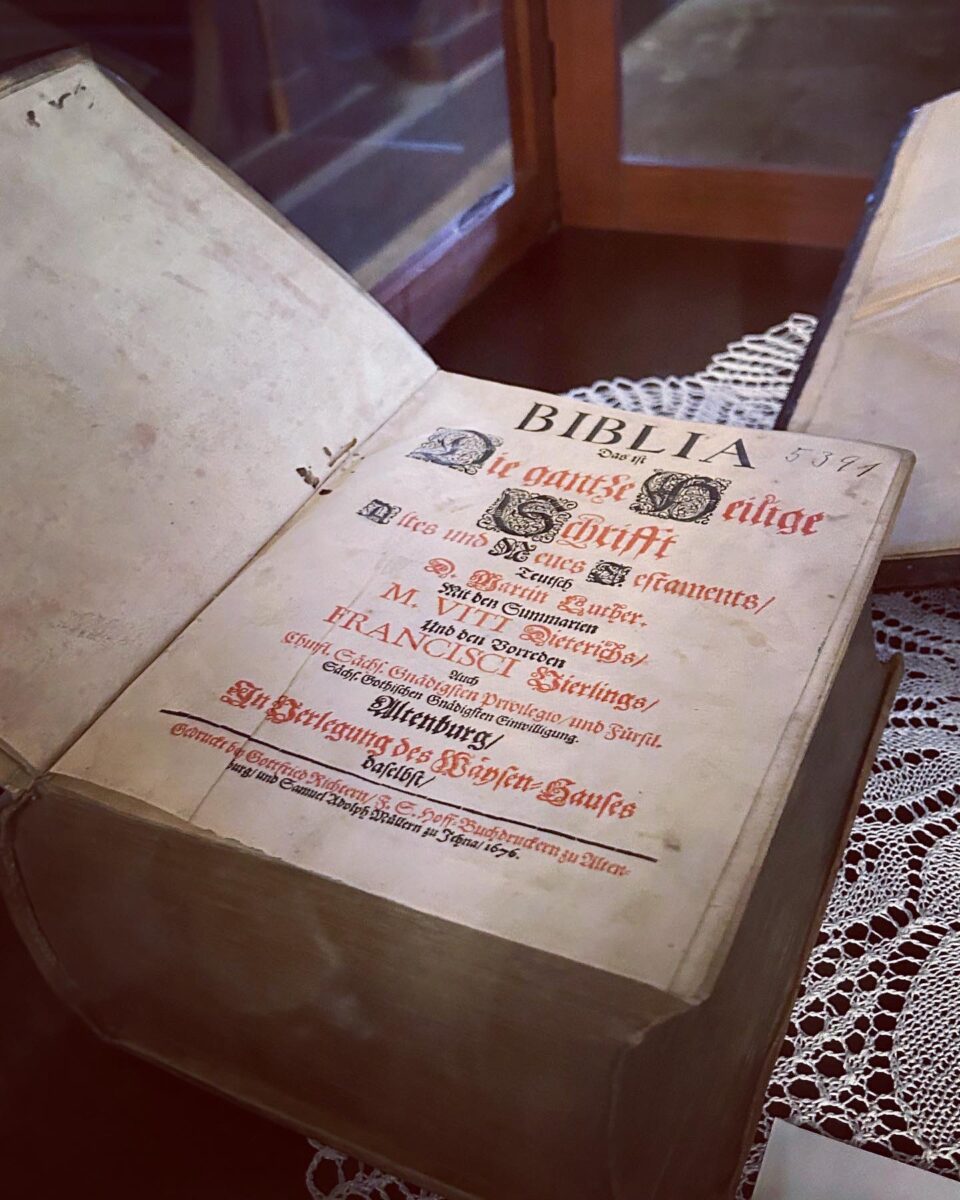 BIBLIA
5391
Das ist
Die gantze Heilige
Schrifft
Altes und Neues Testaments/
Teutsch
D. Martin Luther.
Mit den Summarien
M. VITI Dieterichs/
Und den Vorreden
FRANCISCI Vierlings/
Auch
Churfl. Sächs. Gnädigsten Privilegio/ und Fürstl.
Sächs. Gothischen Gnädigsten Einwilligung.
Altenburg/
In Verlegung des Wäysen-Hauses
daselbst/
Gedruckt bey Gottfried Richtern/ F. S. Hoff-Buchdruckern zu Alten-
burg/ und Samuel Adolph Müllern zu Jehna/ 1676.